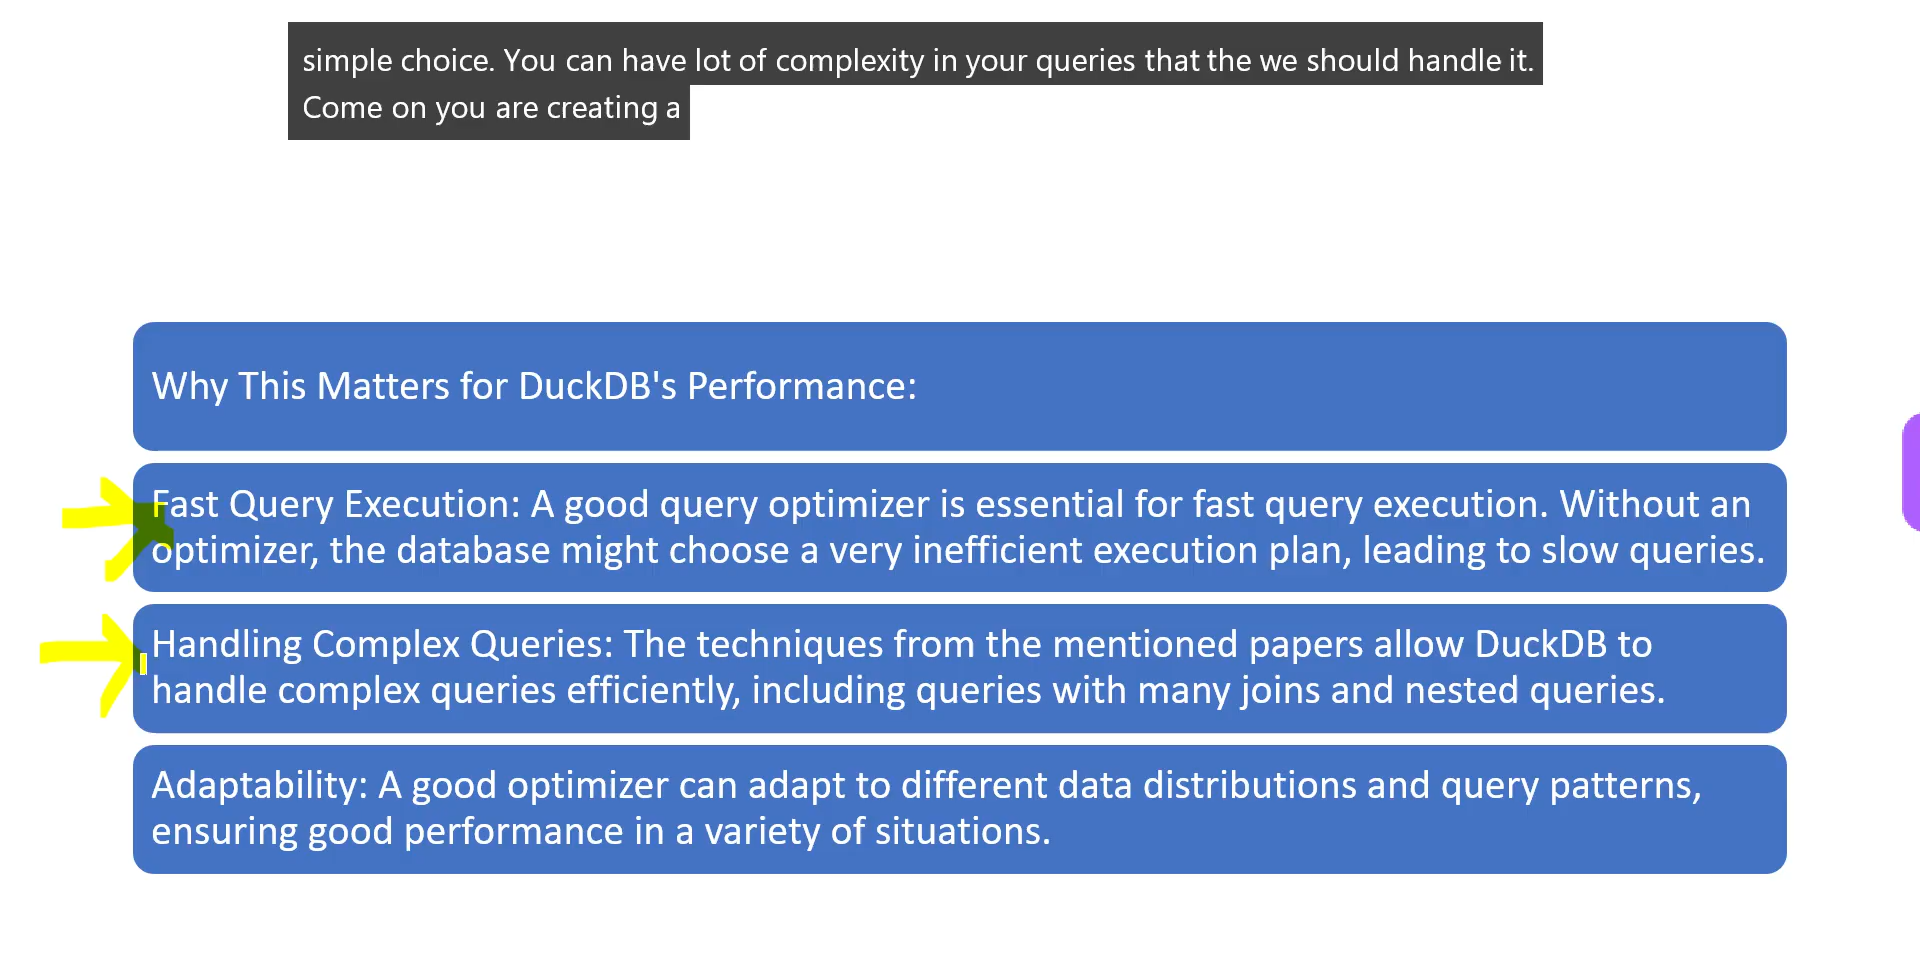 simple choice. You can have lot of complexity in your queries that the we should handle it.
Come on you are creating a
Why This Matters for DuckDB's Performance:
Fast Query Execution: A good query optimizer is essential for fast query execution. Without an
optimizer, the database might choose a very inefficient execution plan, leading to slow queries.
Handling Complex Queries: The techniques from the mentioned papers allow DuckDB to
handle complex queries efficiently, including queries with many joins and nested queries.
Adaptability: A good optimizer can adapt to different data distributions and query patterns,
ensuring good performance in a variety of situations.